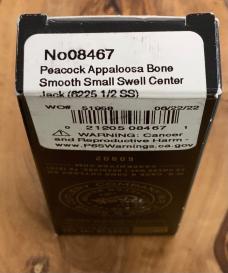 No08467
Peacock Appaloosa Bone
Smooth Small Swell Center
Jack (6225 1/2 SS)
WO# 51958 06/22/22
0 21205 08467 1
⚠ WARNING: Cancer
and Reproductive Harm -
www.P65Warnings.ca.gov